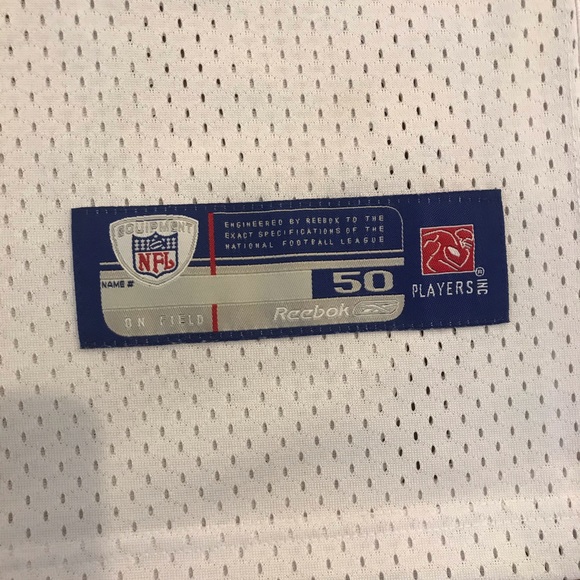 EQUIPMENT
NFL
ENGINEERED BY REEBOK TO THE
EXACT SPECIFICATIONS OF THE
NATIONAL FOOTBALL LEAGUE
NAME #
50
ON FIELD
Reebok
PLAYERS INC
®